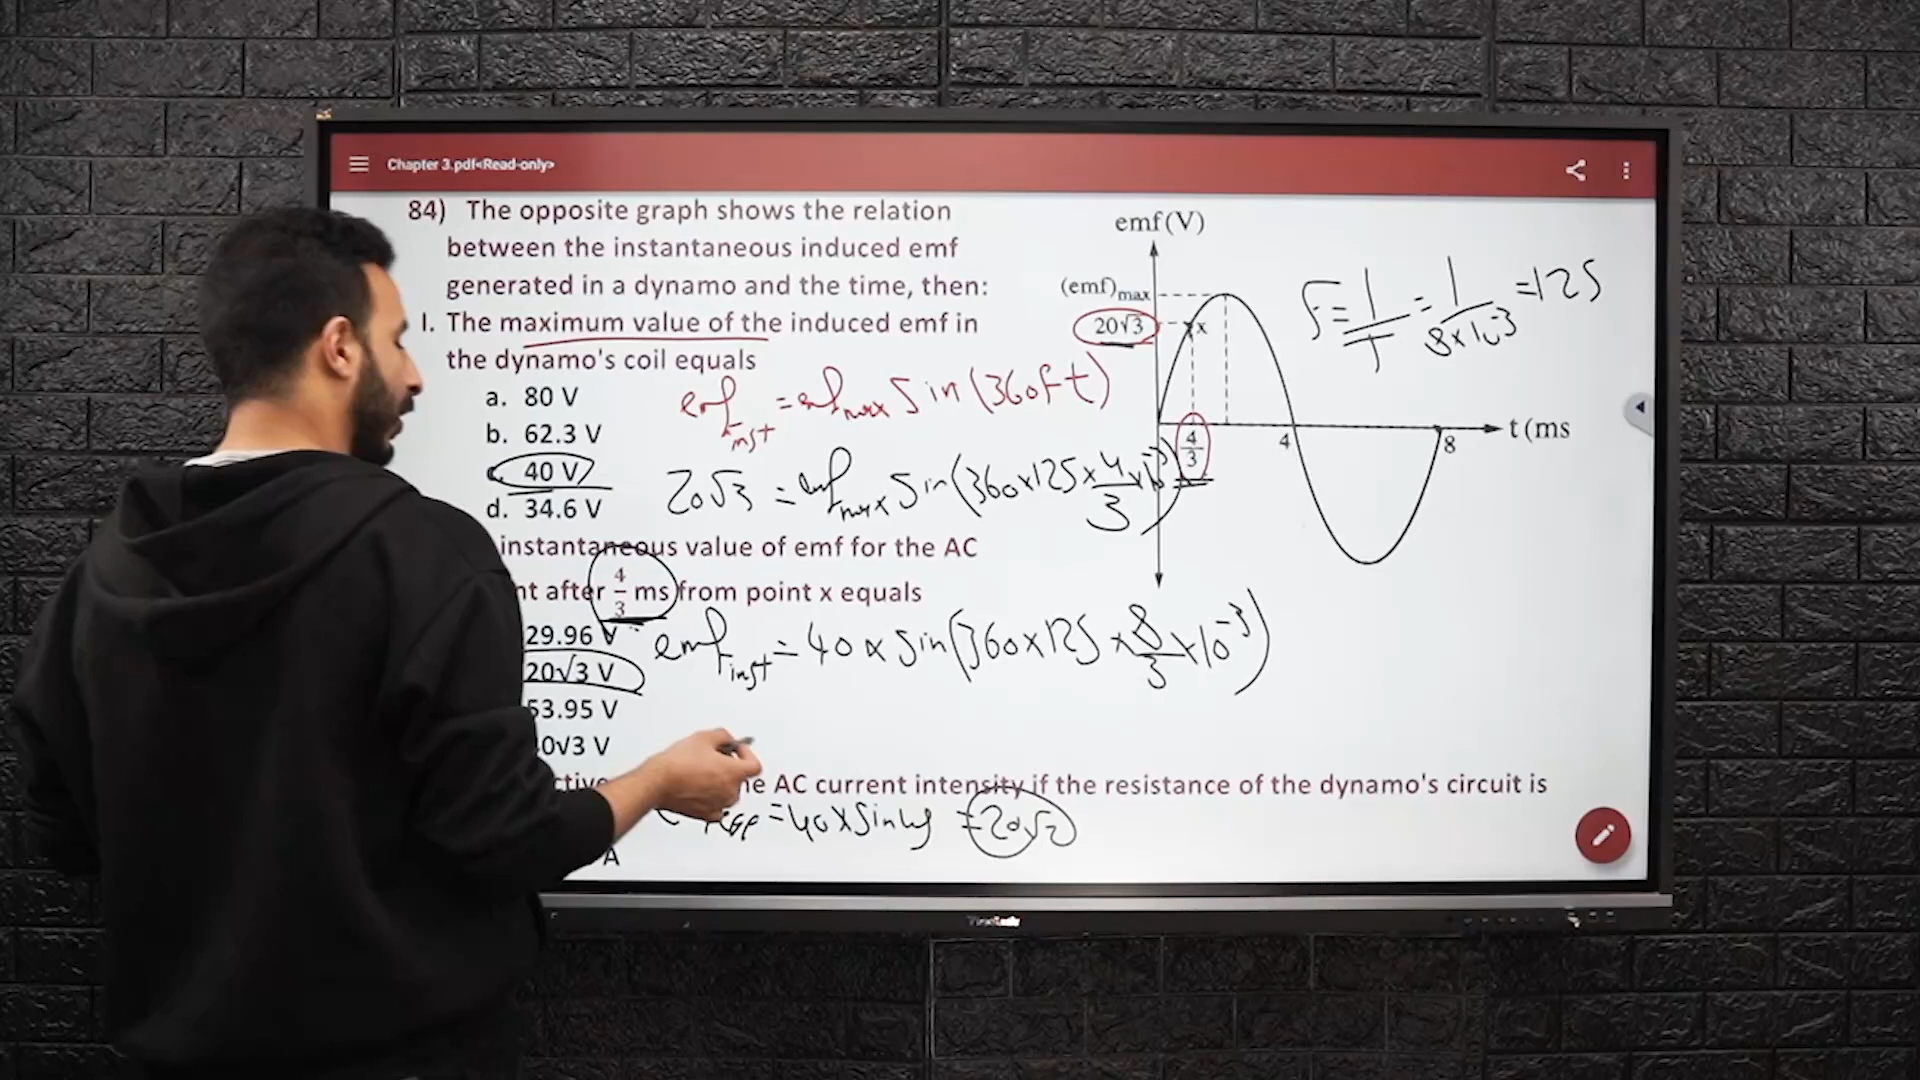 Chapter 3.pdf<Read-only>
84) The opposite graph shows the relation
between the instantaneous induced emf
generated in a dynamo and the time, then:
I. The maximum value of the induced emf in
the dynamo's coil equals
a. 80 V
b. 62.3 V
40 V
d. 34.6 V
instantaneous value of emf for the AC
nt after 4/3 ms from point x equals
29.96 V
20√3 V
53.95 V
0√3 V
AC current intensity if the resistance of the dynamo's circuit is
A
emf(V)
(emf)max
20√3
x
4/3
4
8
t(ms
f = 1/T = 1/8×10⁻³ = 125
emf inst = emf max Sin(360ft)
20√3 = emf max Sin(360×125×4/3×10⁻³)
emf inst = 40 × Sin(360×125×8/3×10⁻³)
eff = 40 × Sin45 = 20√2